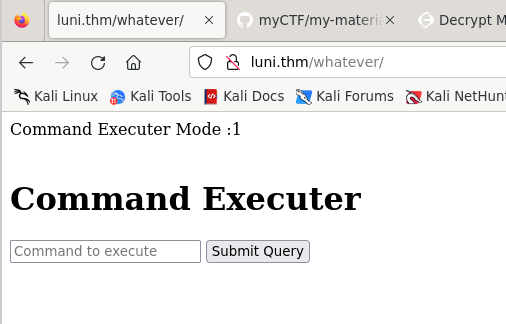 luni.thm/whatever/ × myCTF/my-materia × Decrypt M
luni.thm/whatever/
Kali Linux Kali Tools Kali Docs Kali Forums Kali NetHunt
Command Executer Mode :1
Command Executer
Command to execute Submit Query